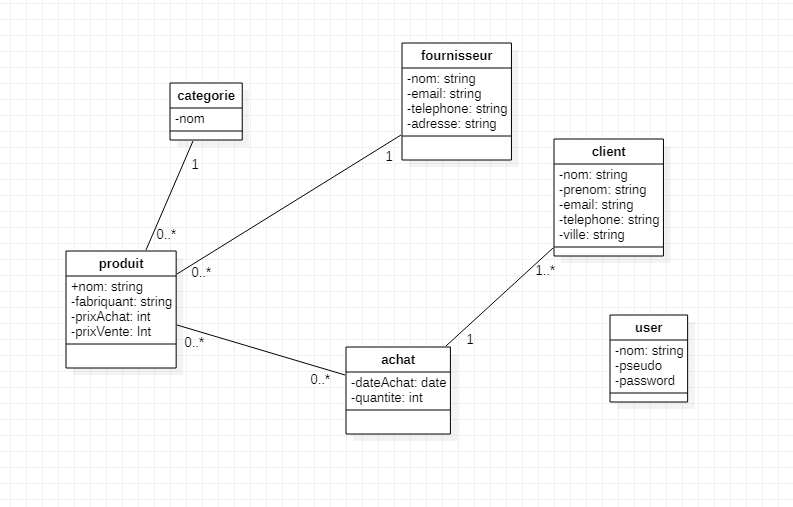 fournisseur
-nom: string
-email: string
-telephone: string
-adresse: string
categorie
-nom
1
1
0..*
0..*
client
-nom: string
-prenom: string
-email: string
-telephone: string
-ville: string
1..*
1
produit
+nom: string
-fabriquant: string
-prixAchat: int
-prixVente: Int
0..*
0..*
achat
-dateAchat: date
-quantite: int
user
-nom: string
-pseudo
-password